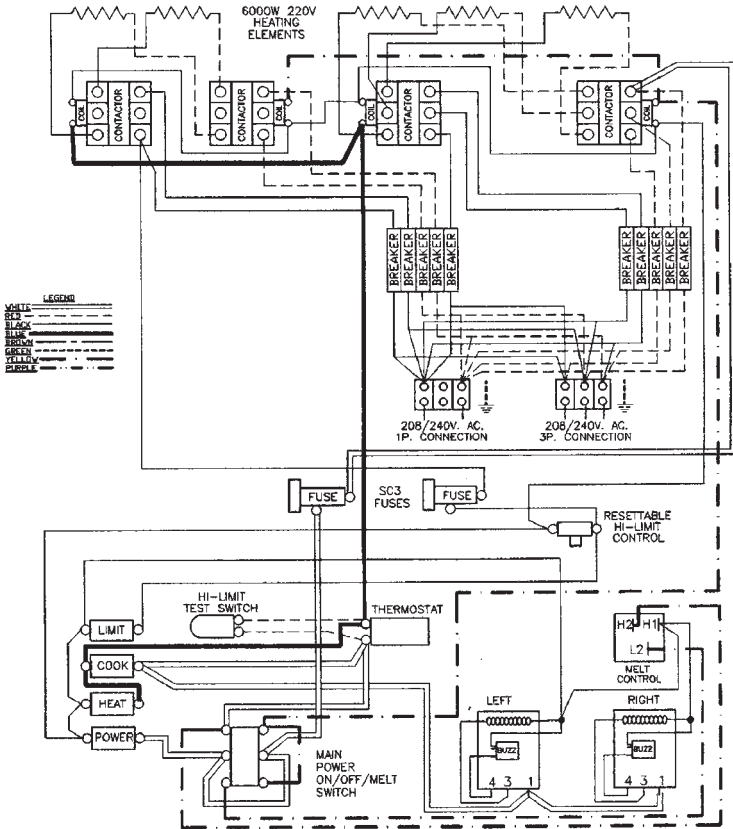 6000W 220V
HEATING
ELEMENTS
COIL
CONTACTOR
CONTACTOR
COIL
COIL
CONTACTOR
CONTACTOR
COIL
BREAKER
BREAKER
BREAKER
BREAKER
BREAKER
BREAKER
BREAKER
BREAKER
BREAKER
BREAKER
LEGEND
WHITE
RED
BLACK
BLUE
BROWN
GREEN
YELLOW
PURPLE
208/240V. AC.
1P. CONNECTION
208/240V. AC.
3P. CONNECTION
FUSE
SC3
FUSES
FUSE
RESETTABLE
HI-LIMIT
CONTROL
HI-LIMIT
TEST SWITCH
THERMOSTAT
LIMIT
COOK
HEAT
POWER
H2
H1
L2
MELT
CONTROL
LEFT
RIGHT
BUZZ
BUZZ
4 3 1
4 3 1
MAIN
POWER
ON/OFF/MELT
SWITCH